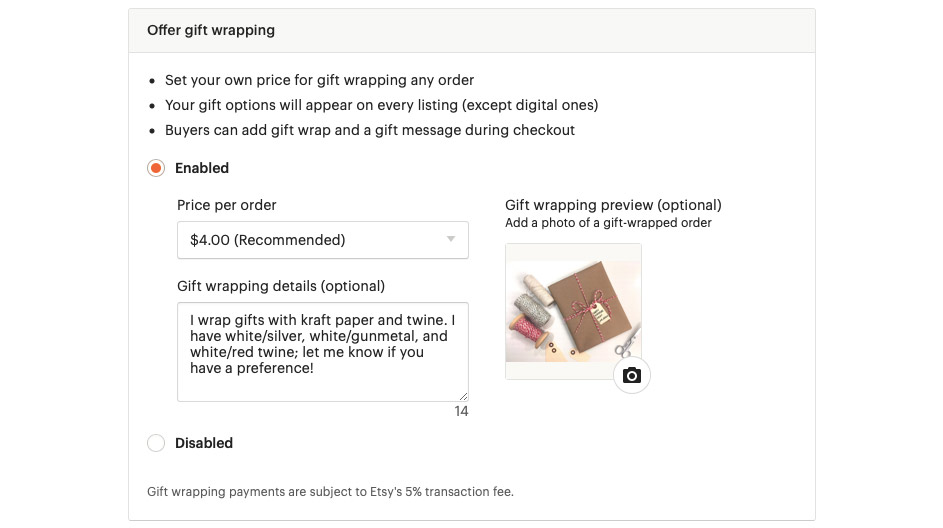 Offer gift wrapping
Set your own price for gift wrapping any order
Your gift options will appear on every listing (except digital ones)
Buyers can add gift wrap and a gift message during checkout
Enabled
Price per order
$4.00 (Recommended)
Gift wrapping details (optional)
I wrap gifts with kraft paper and twine. I
have white/silver, white/gunmetal, and
white/red twine; let me know if you
have a preference!
14
Gift wrapping preview (optional)
Add a photo of a gift-wrapped order
Disabled
Gift wrapping payments are subject to Etsy's 5% transaction fee.